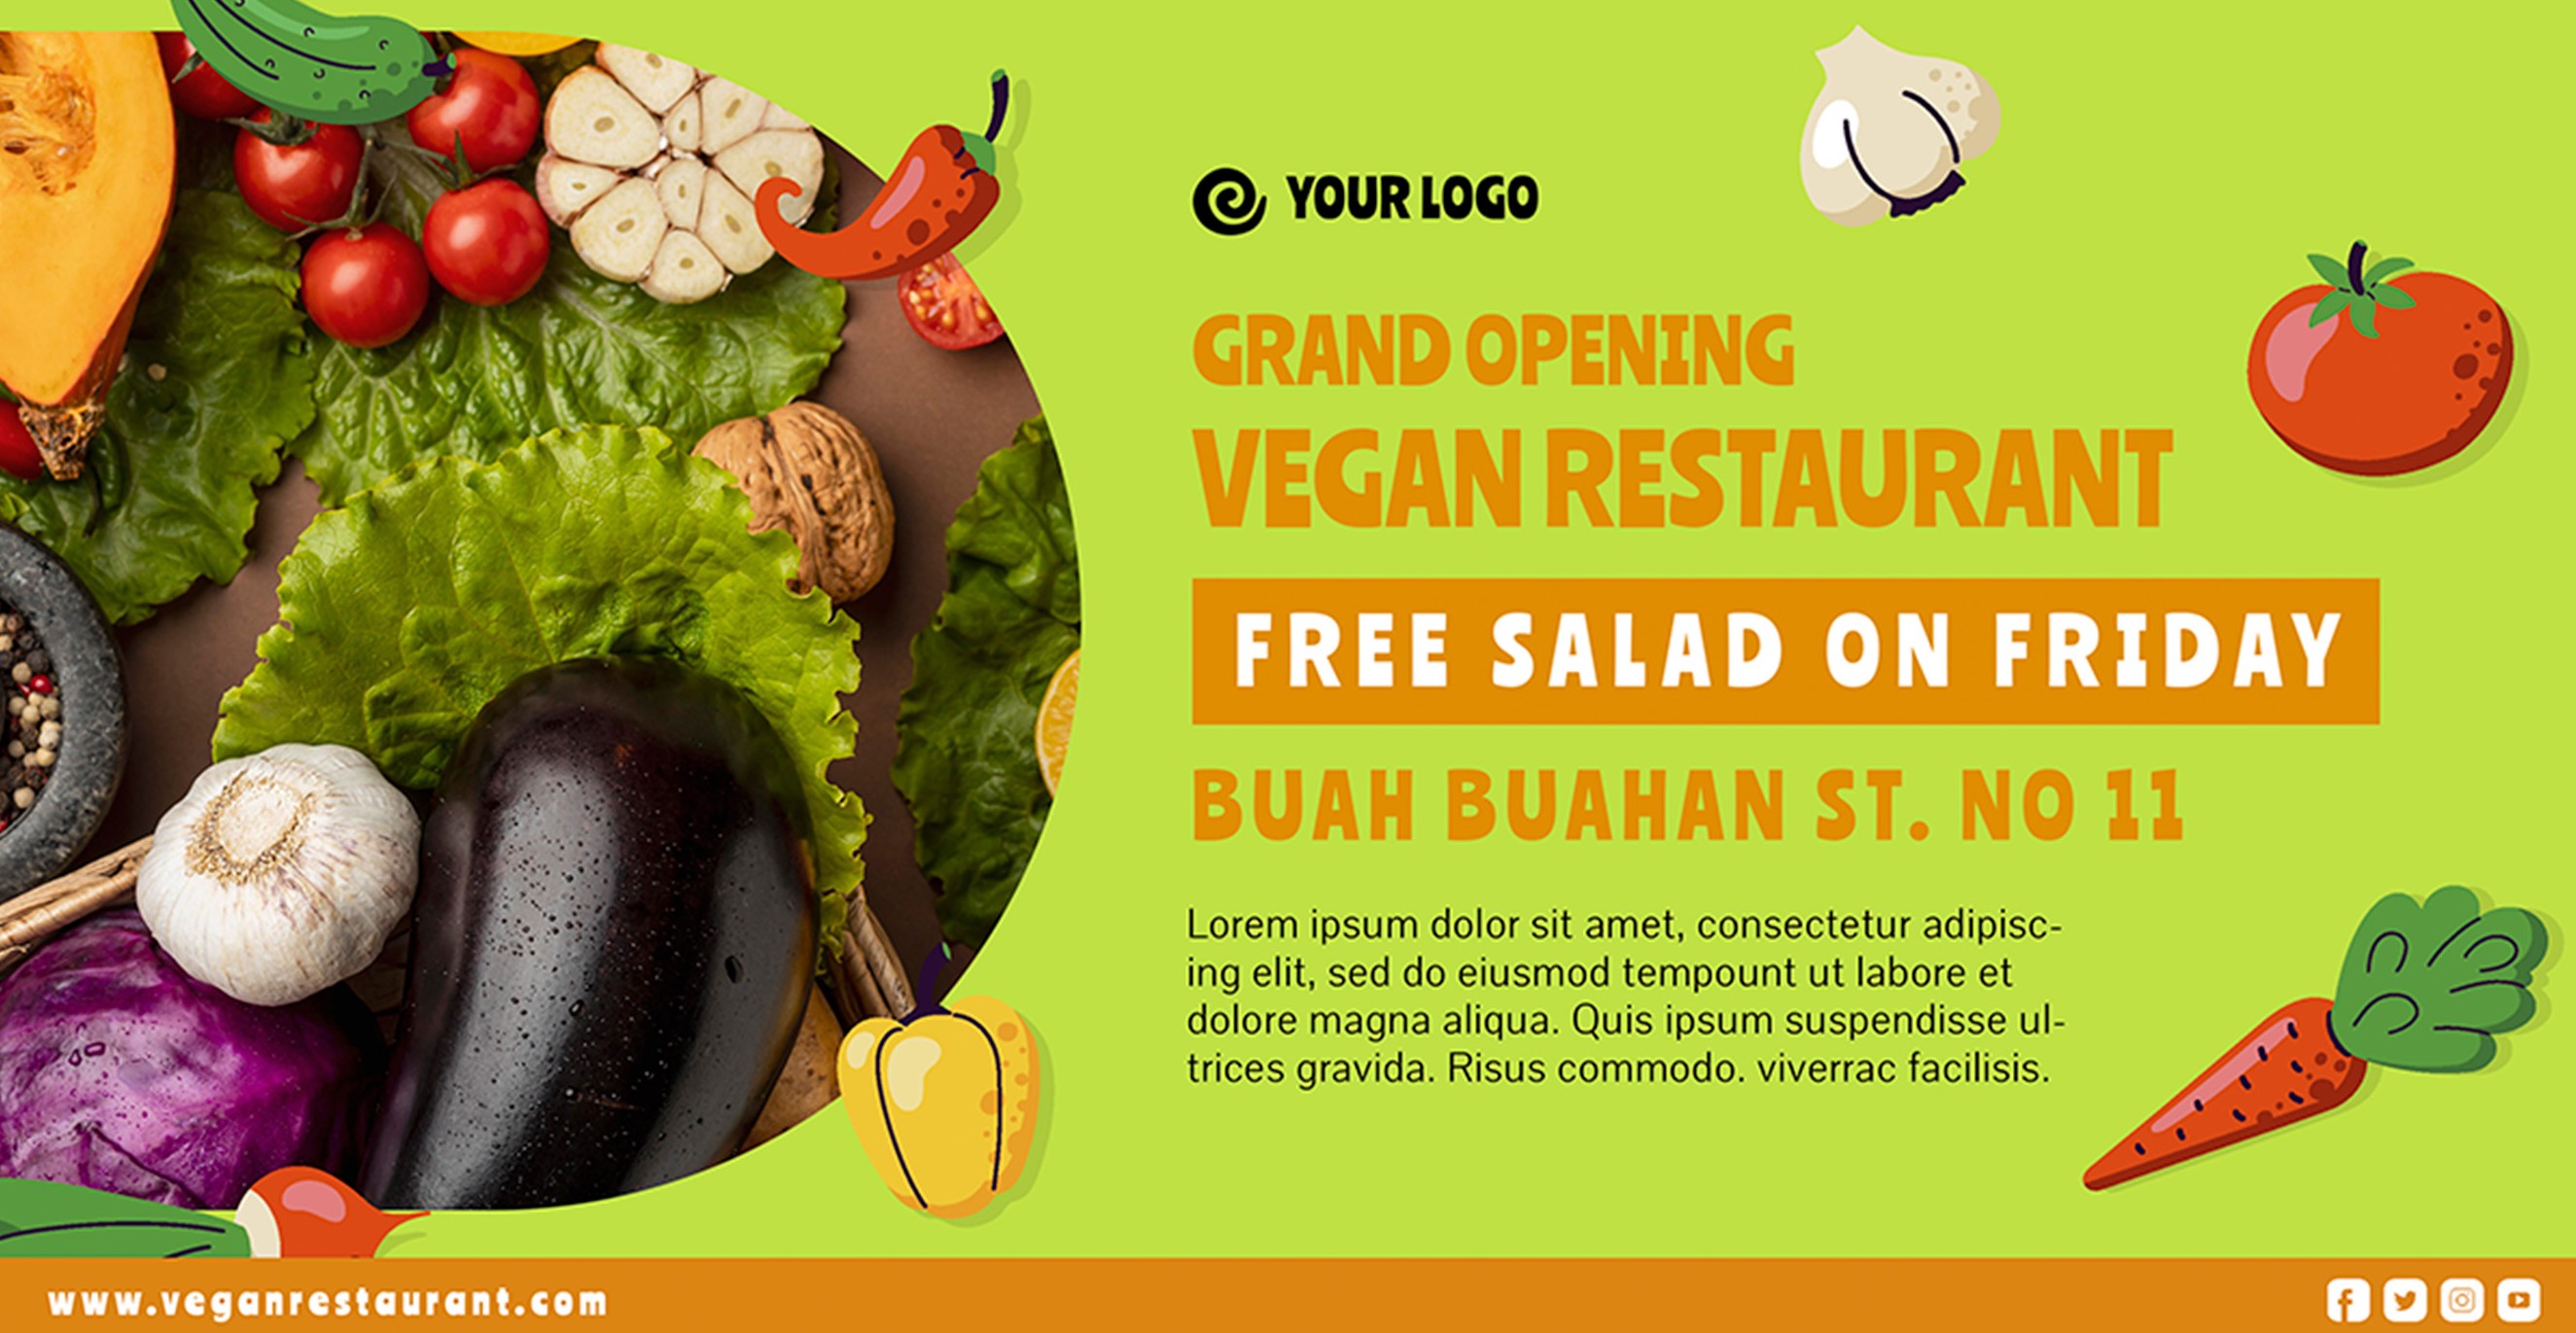 YOUR LOGO
GRAND OPENING
VEGAN RESTAURANT
FREE SALAD ON FRIDAY
BUAH BUAHAN ST. NO 11
Lorem ipsum dolor sit amet, consectetur adipisc-
ing elit, sed do eiusmod tempount ut labore et
dolore magna aliqua. Quis ipsum suspendisse ul-
trices gravida. Risus commodo. viverrac facilisis.
www.veganrestaurant.com